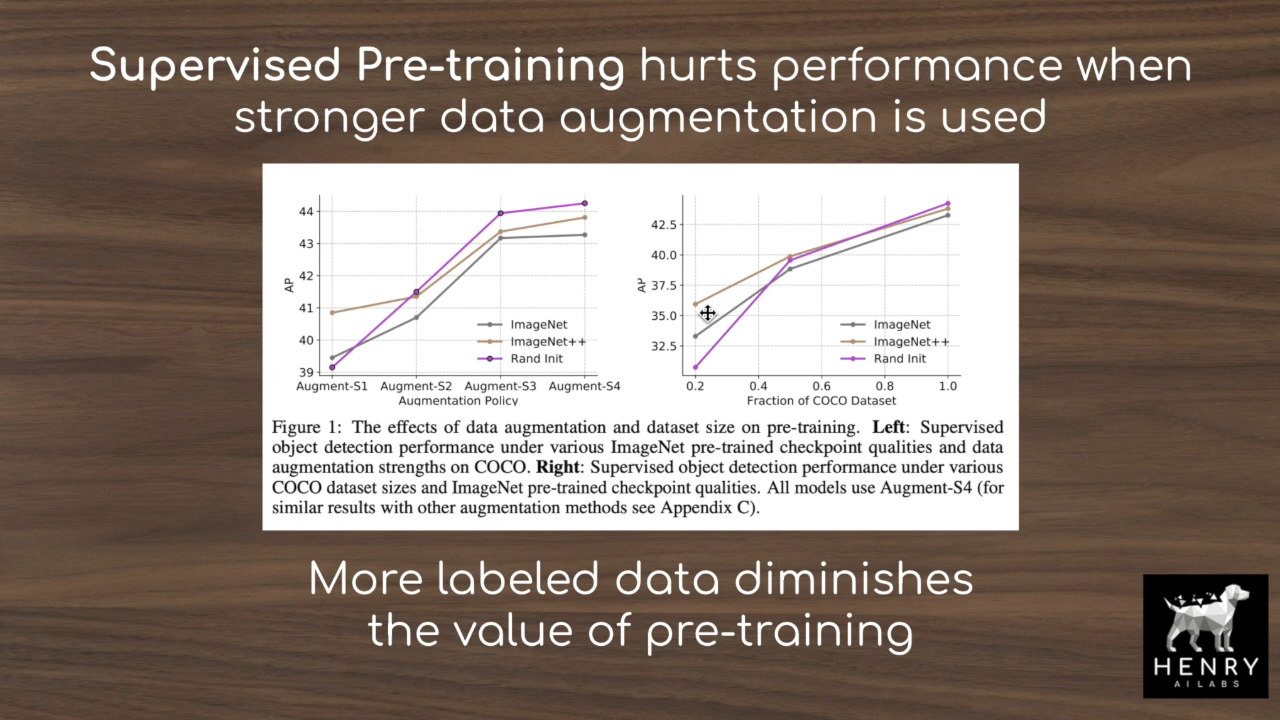 Supervised Pre-training hurts performance when
stronger data augmentation is used
44
43
42
41
40
39
AP
ImageNet
ImageNet++
Rand Init
Augment-S1 Augment-S2 Augment-S3 Augment-S4
Augmentation Policy
42.5
40.0
37.5
35.0
32.5
AP
ImageNet
ImageNet++
Rand Init
0.2 0.4 0.6 0.8 1.0
Fraction of COCO Dataset
Figure 1: The effects of data augmentation and dataset size on pre-training. Left: Supervised
object detection performance under various ImageNet pre-trained checkpoint qualities and data
augmentation strengths on COCO. Right: Supervised object detection performance under various
COCO dataset sizes and ImageNet pre-trained checkpoint qualities. All models use Augment-S4 (for
similar results with other augmentation methods see Appendix C).
More labeled data diminishes
the value of pre-training
HENRY
AI LABS